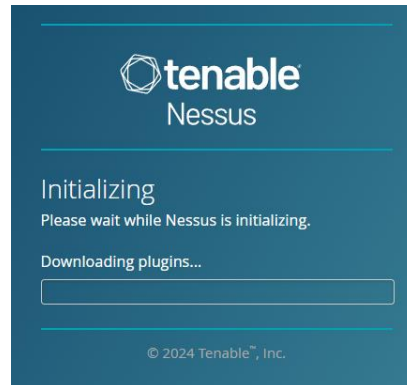 tenable
Nessus
Initializing
Please wait while Nessus is initializing.
Downloading plugins...
© 2024 Tenable™, Inc.